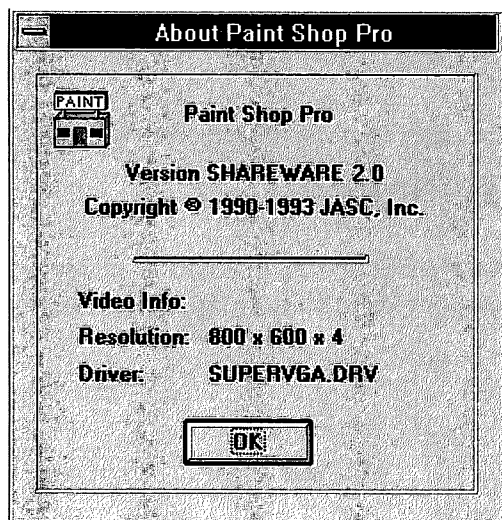 About Paint Shop Pro
PAINT
Paint Shop Pro
Version SHAREWARE 2.0
Copyright © 1990-1993 JASC, Inc.
Video Info:
Resolution: 800 x 600 x 4
Driver: SUPERVGA.DRV
OK